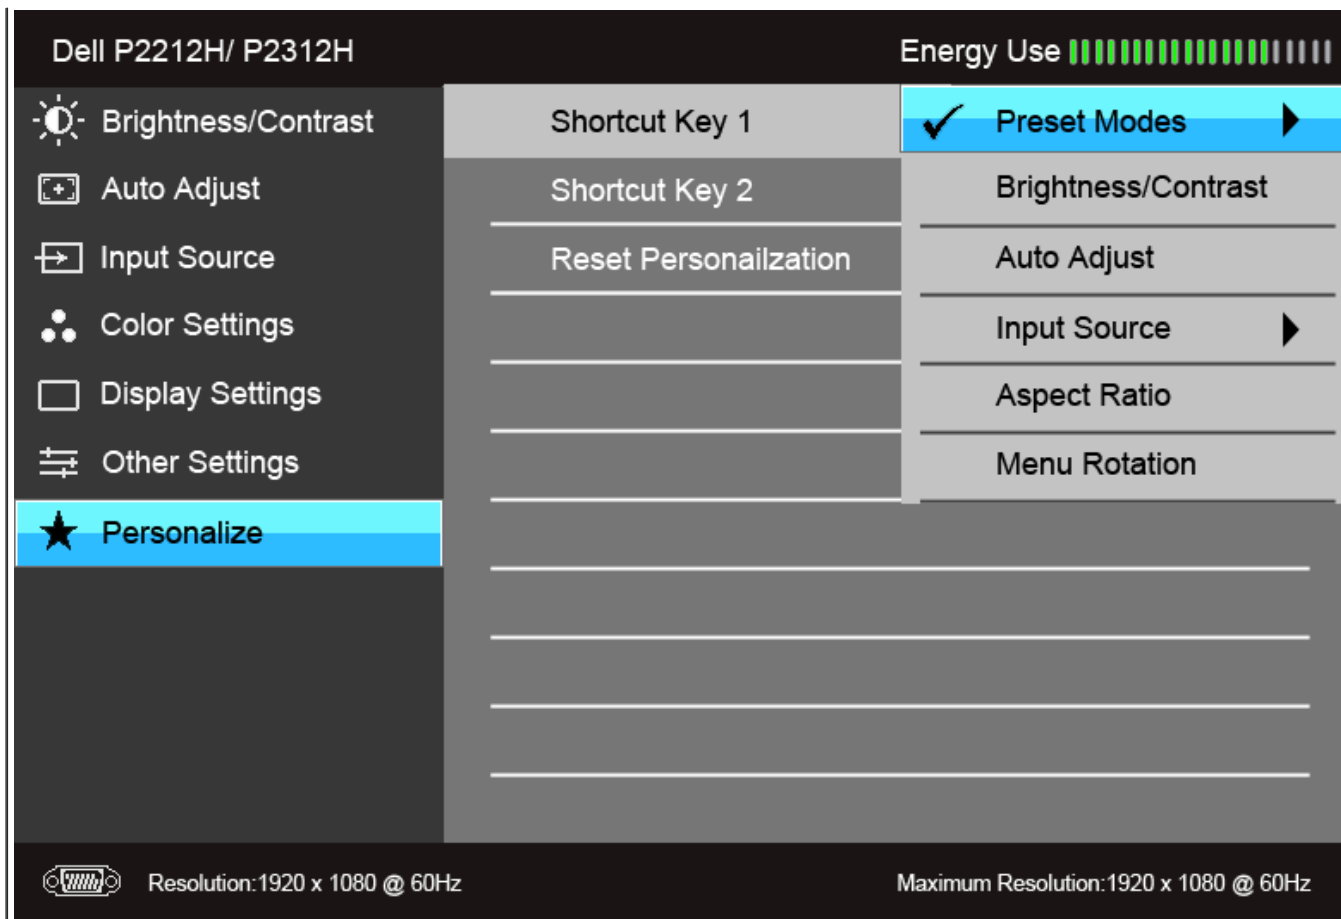 Dell P2212H/ P2312H
Energy Use
Brightness/Contrast
Shortcut Key 1
Preset Modes
Auto Adjust
Shortcut Key 2
Brightness/Contrast
Input Source
Reset Personailzation
Auto Adjust
Color Settings
Input Source
Display Settings
Aspect Ratio
Other Settings
Menu Rotation
Personalize
Resolution:1920 x 1080 @ 60Hz
Maximum Resolution:1920 x 1080 @ 60Hz